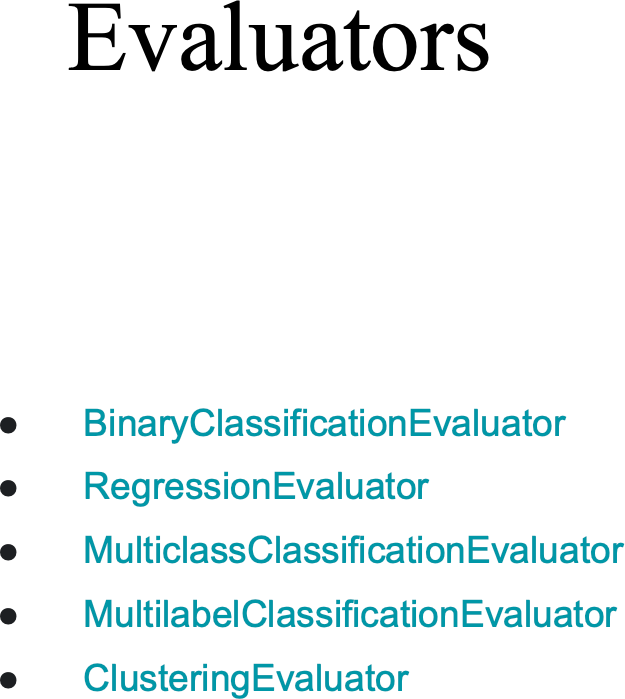 Evaluators
● BinaryClassificationEvaluator
● RegressionEvaluator
● MulticlassClassificationEvaluator
● MultilabelClassificationEvaluator
● ClusteringEvaluator